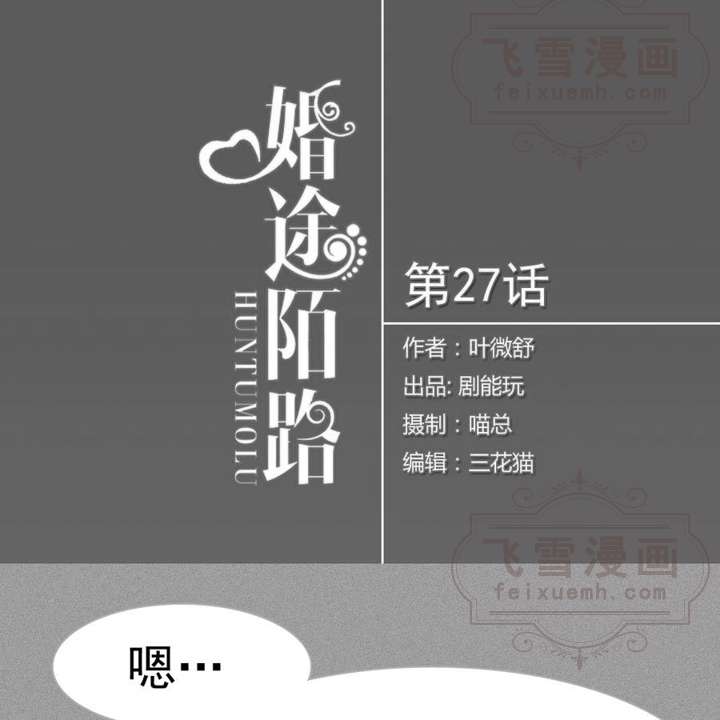 飞雪漫画
feixuemh.com
婚途陌路
HUNTUMOLU
第27话
作者：叶微舒
出品: 剧能玩
摄制：喵总
编辑：三花猫
飞雪漫画
feixuemh.com
嗯…